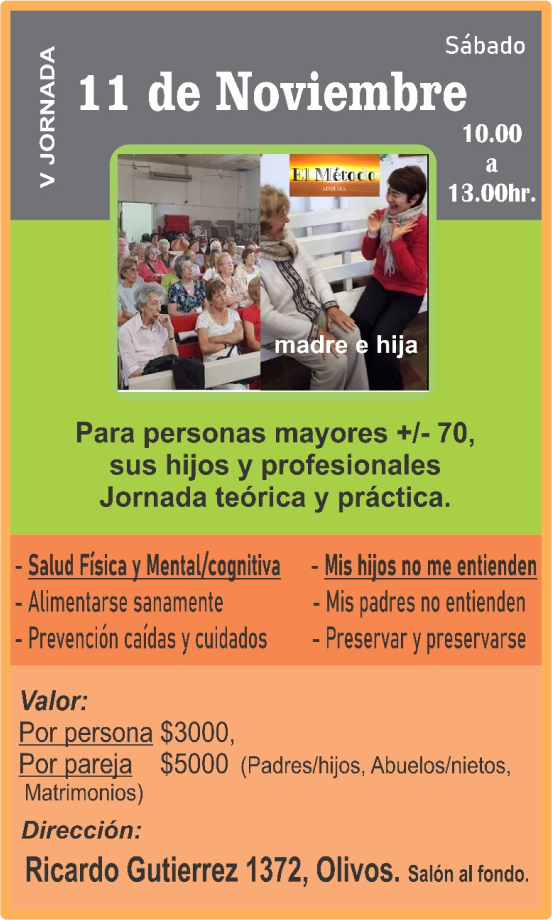 V JORNADA
Sábado
11 de Noviembre
10.00
a
13.00hr.
El Método
madre e hija
Para personas mayores +/- 70,
sus hijos y profesionales
Jornada teórica y práctica.
- Salud Física y Mental/cognitiva
- Mis hijos no me entienden
- Alimentarse sanamente
- Mis padres no entienden
- Prevención caídas y cuidados
- Preservar y preservarse
Valor:
Por persona $3000,
Por pareja $5000 (Padres/hijos, Abuelos/nietos,
Matrimonios)
Dirección:
Ricardo Gutierrez 1372, Olivos. Salón al fondo.